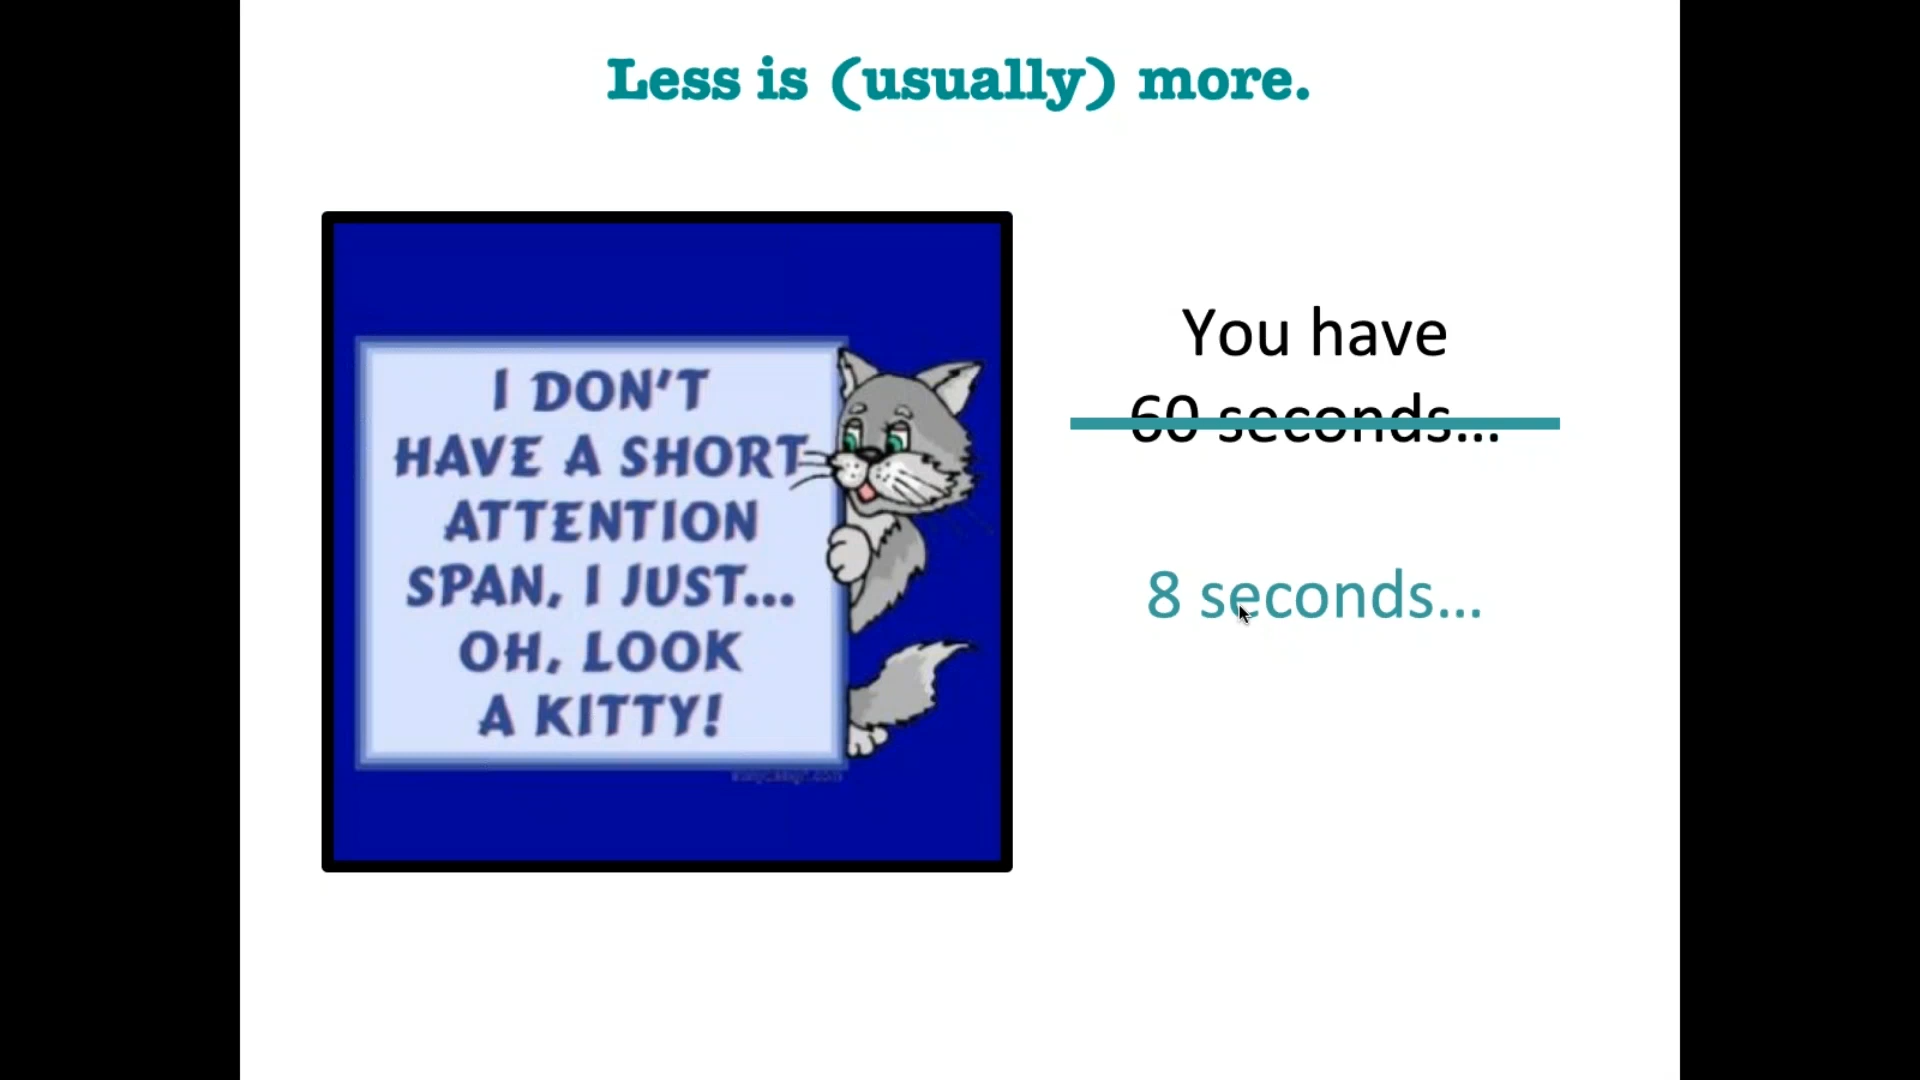 Less is (usually) more.
I DON'T
HAVE A SHORT
ATTENTION
SPAN, I JUST...
OH, LOOK
A KITTY!
You have
60 seconds...
8 seconds...